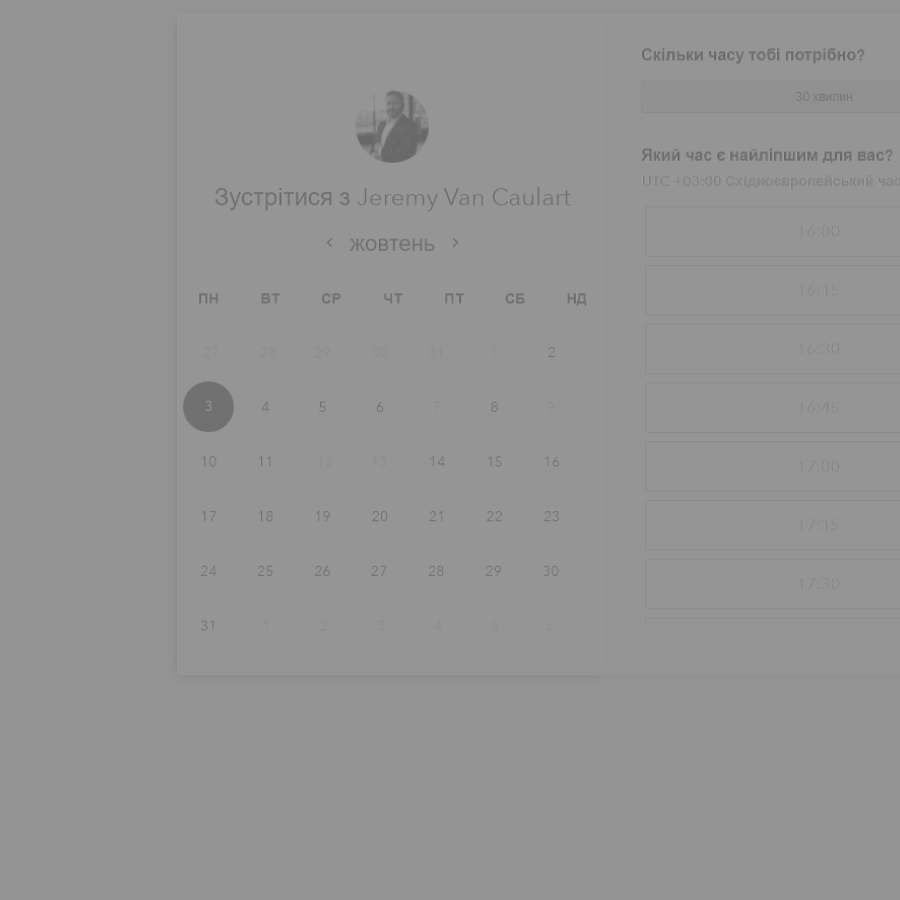 Зустрітися з Jeremy Van Caulart
жовтень
ПН ВТ СР ЧТ ПТ СБ НД
27 28 29 30 31 1 2
3 4 5 6 7 8 9
10 11 12 13 14 15 16
17 18 19 20 21 22 23
24 25 26 27 28 29 30
31 1 2 3 4 5 6
Скільки часу тобі потрібно?
30 хвилин
Який час є найліпшим для вас?
UTC +03:00 Східноєвропейський час
16:00
16:15
16:30
16:45
17:00
17:15
17:30